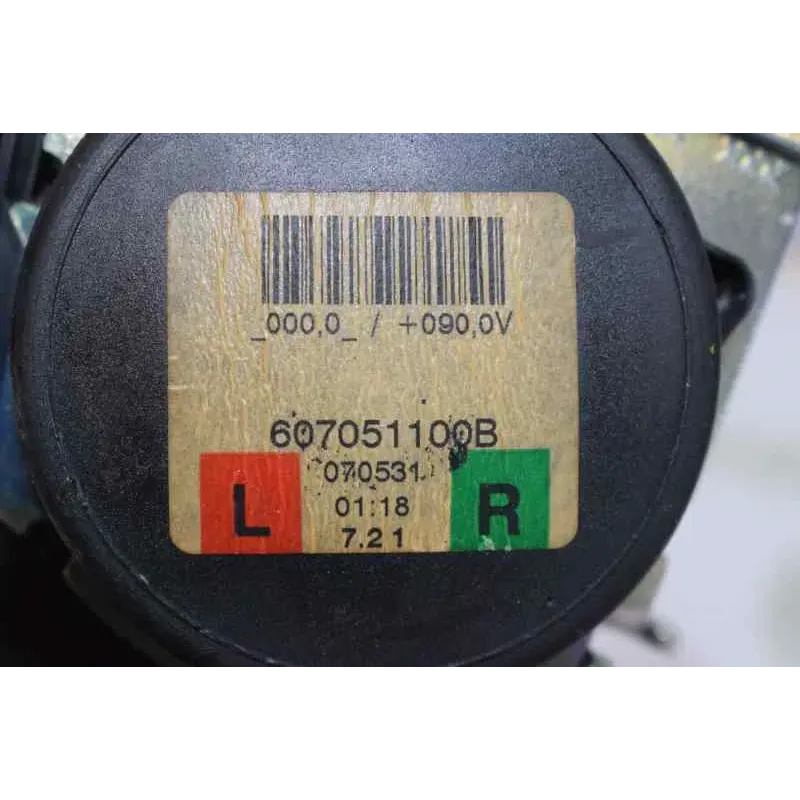 _000,0_ / +090,0V
607051100B
070531
01:18
7.21
L
R